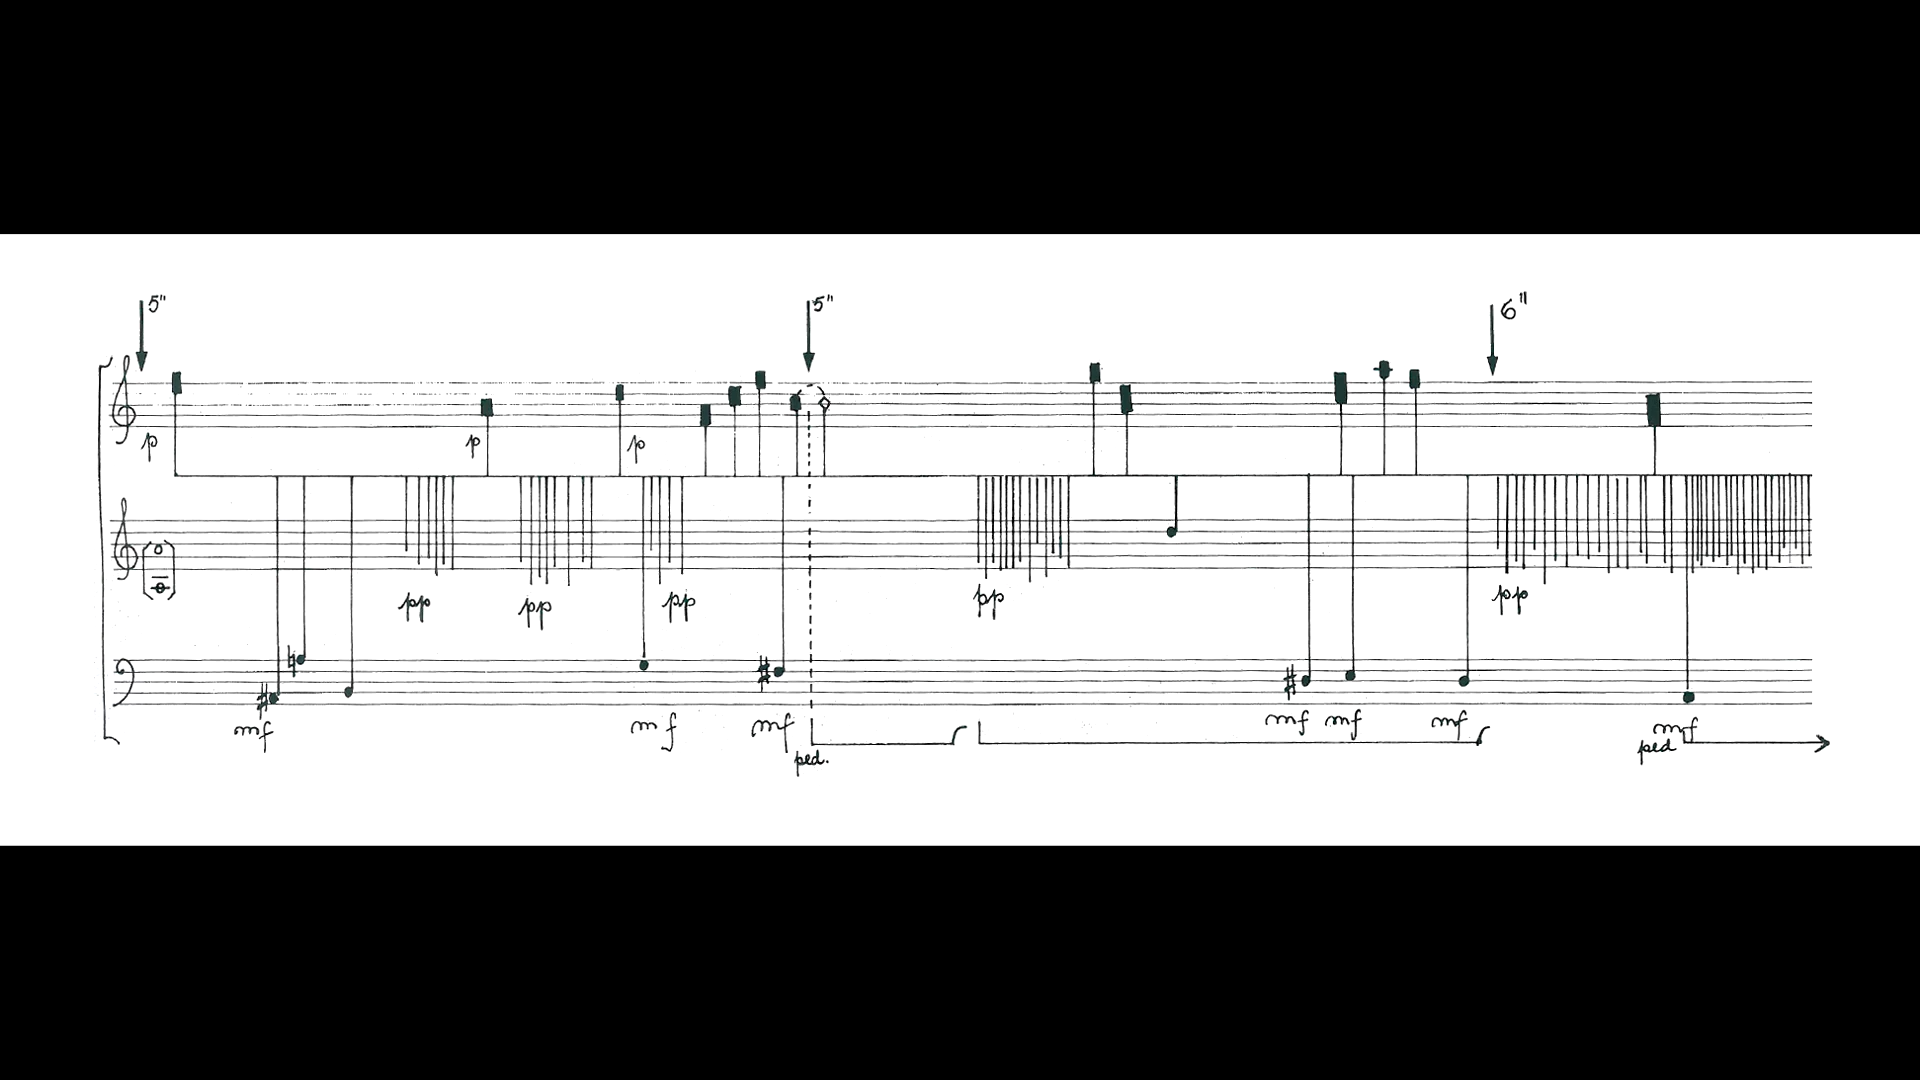 5" 5" 6"
p p p
pp pp pp pp pp
mf mf mf mf mf mf mf
ped. ped